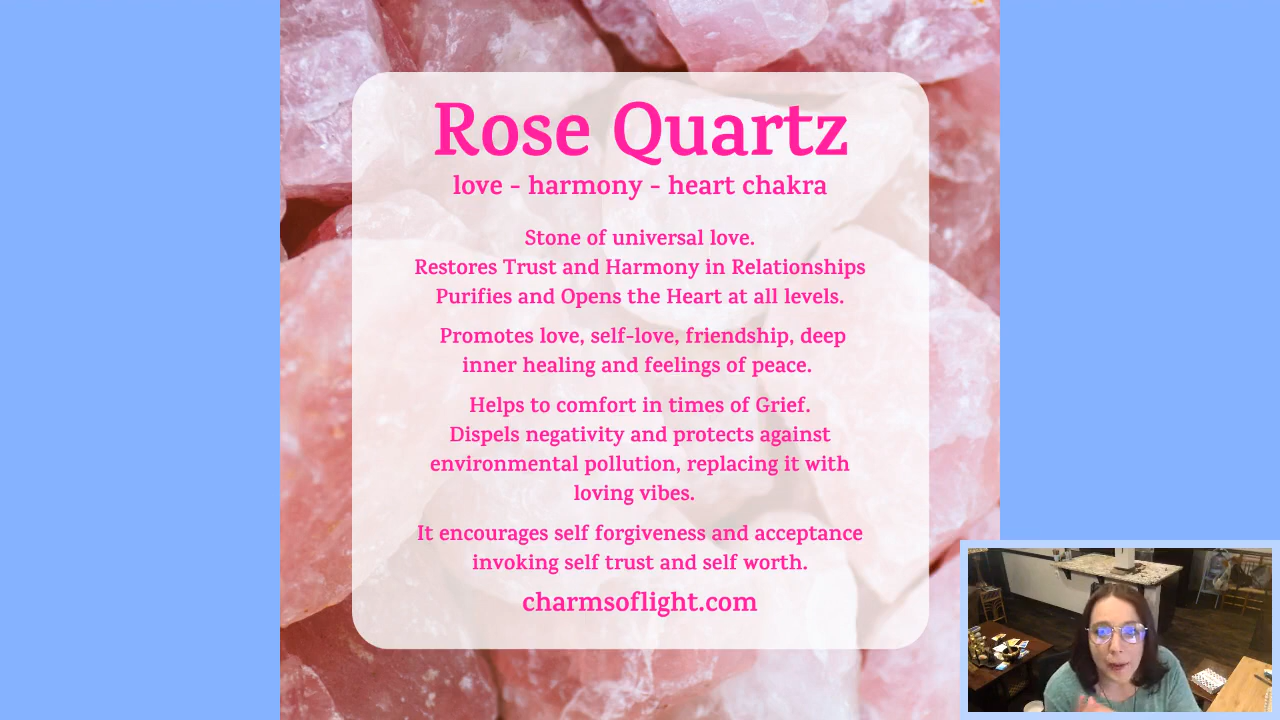 Rose Quartz
love - harmony - heart chakra
Stone of universal love.
Restores Trust and Harmony in Relationships
Purifies and Opens the Heart at all levels.
Promotes love, self-love, friendship, deep
inner healing and feelings of peace.
Helps to comfort in times of Grief.
Dispels negativity and protects against
environmental pollution, replacing it with
loving vibes.
It encourages self forgiveness and acceptance
invoking self trust and self worth.
charmsoflight.com